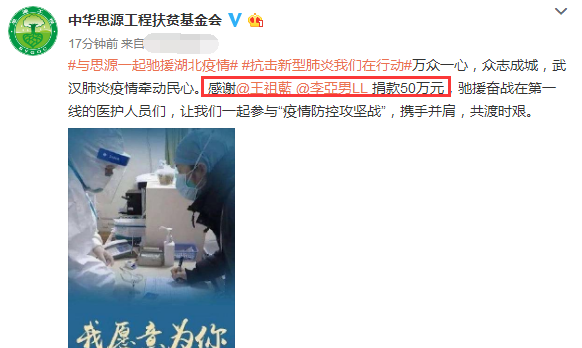 中华思源工程扶贫基金会
17分钟前 来自
#与思源一起驰援湖北疫情# #抗击新型肺炎我们在行动#万众一心，众志成城，武
汉肺炎疫情牵动民心。感谢@王祖藍 @李亞男LL 捐款50万元，驰援奋战在第一
线的医护人员们，让我们一起参与“疫情防控攻坚战”，携手并肩，共渡时艰。
我愿意为你